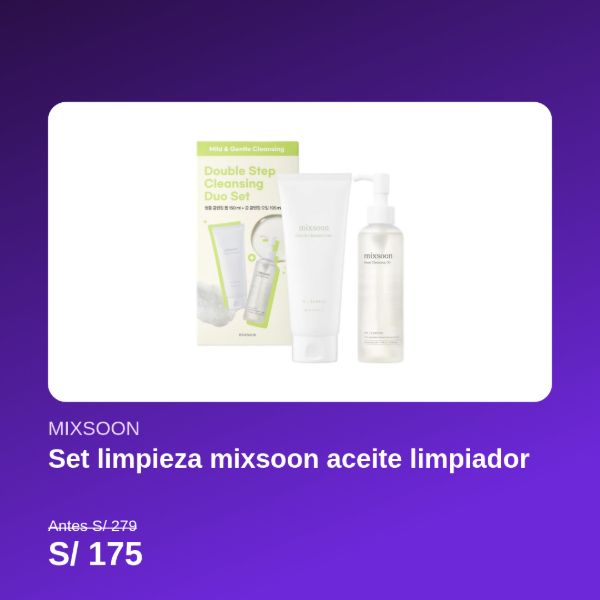 Mild & Gentle Cleansing
Double Step
Cleansing
Duo Set
mixsoon
mixsoon
MIXSOON
Set limpieza mixsoon aceite limpiador
Antes S/ 279
S/ 175